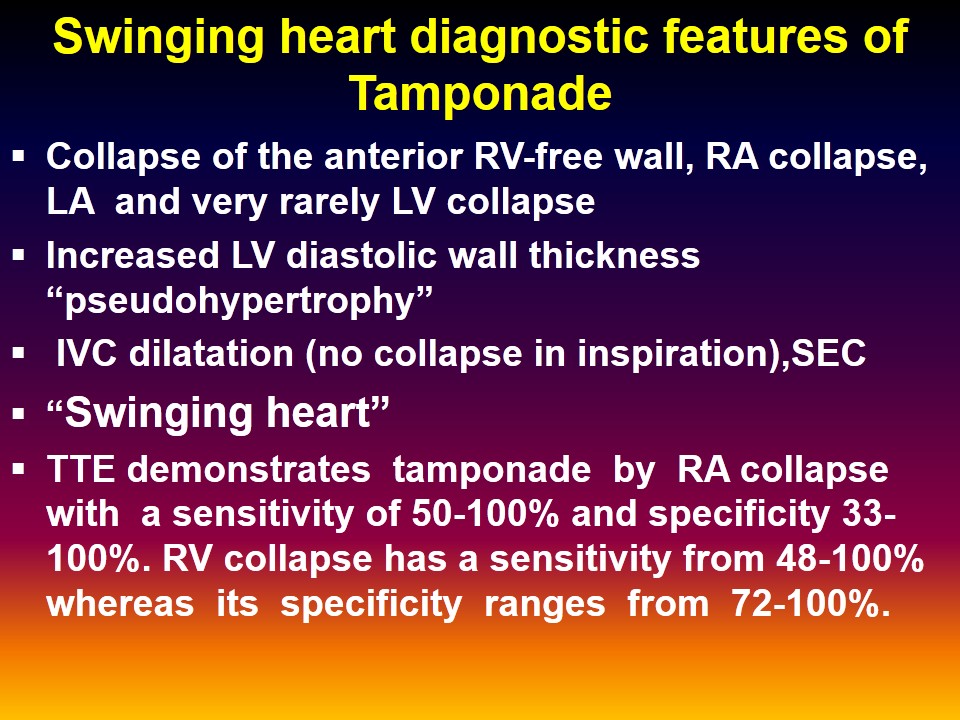 Swinging heart diagnostic features of
Tamponade
▪ Collapse of the anterior RV-free wall, RA collapse,
LA and very rarely LV collapse
▪ Increased LV diastolic wall thickness
“pseudohypertrophy”
▪ IVC dilatation (no collapse in inspiration),SEC
▪ “Swinging heart”
▪ TTE demonstrates tamponade by RA collapse
with a sensitivity of 50-100% and specificity 33-
100%. RV collapse has a sensitivity from 48-100%
whereas its specificity ranges from 72-100%.